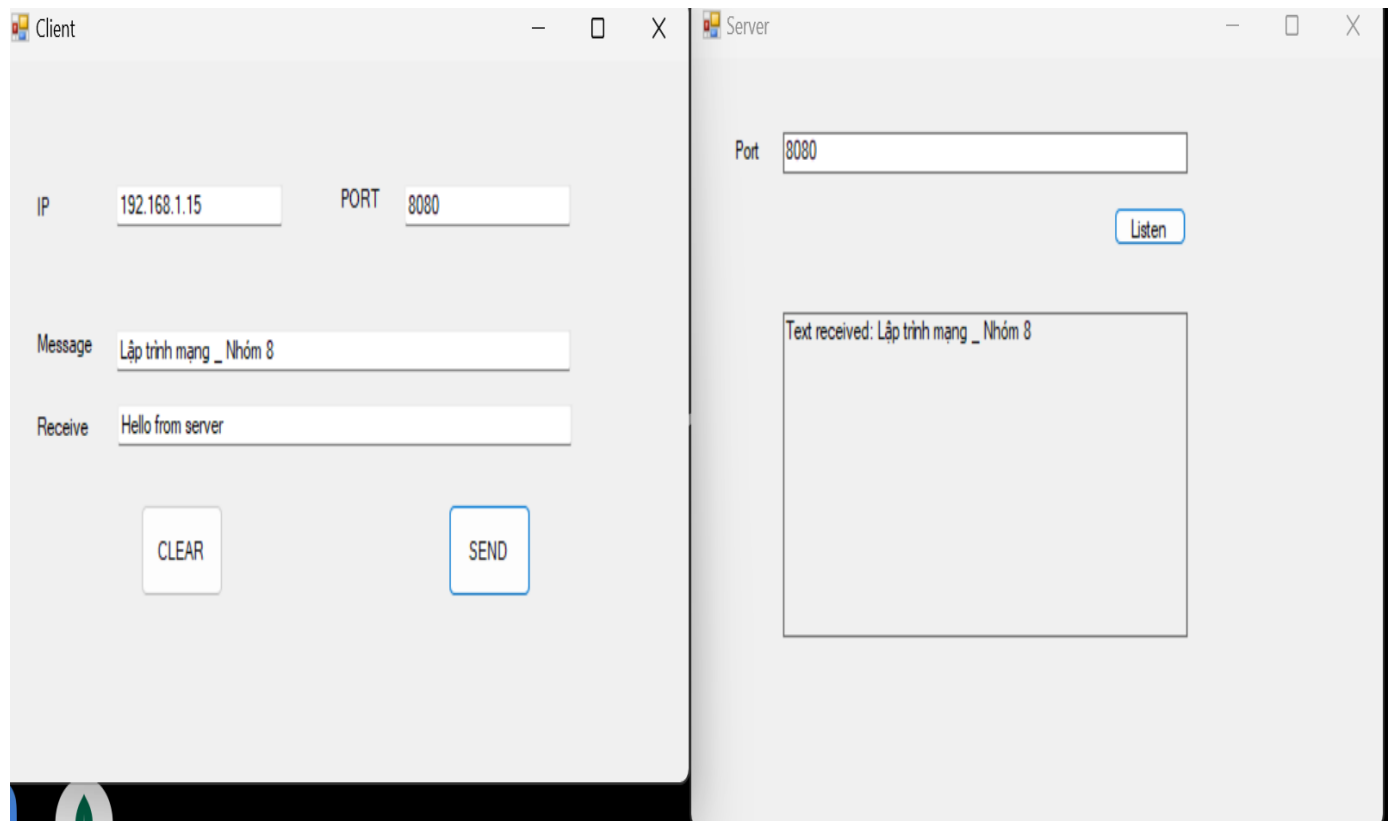 Client
IP
192.168.1.15
PORT
8080
Message
Lập trình mạng _ Nhóm 8
Receive
Hello from server
CLEAR
SEND
Server
Port
8080
Listen
Text received: Lập trình mạng _ Nhóm 8